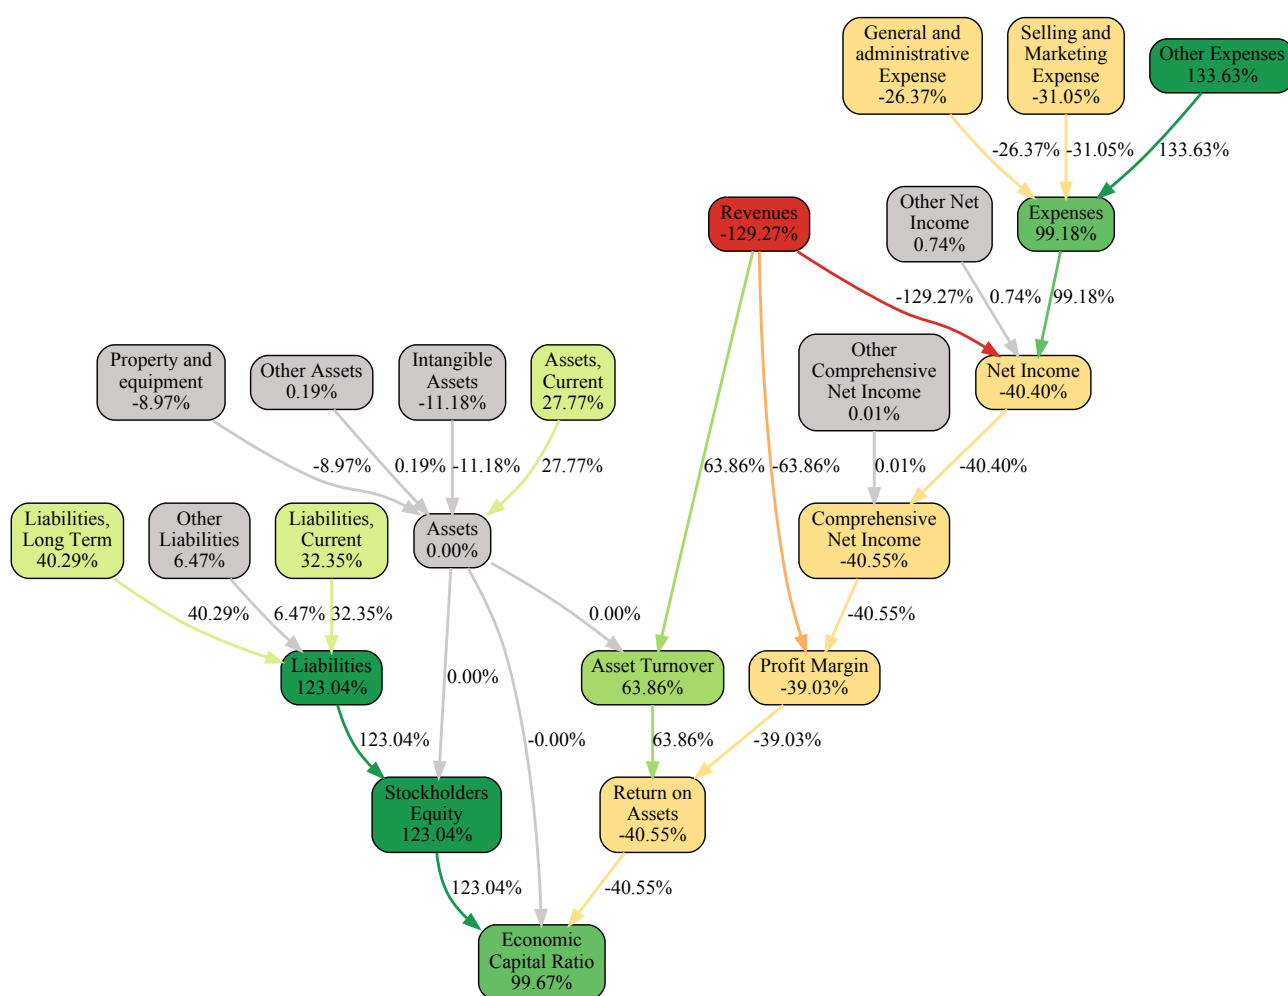 General and
administrative
Expense
-26.37%
Selling and
Marketing
Expense
-31.05%
Other Expenses
133.63%
-26.37%
-31.05%
133.63%
Revenues
-129.27%
Other Net
Income
0.74%
Expenses
99.18%
-129.27%
0.74%
99.18%
Property and
equipment
-8.97%
Other Assets
0.19%
Intangible
Assets
-11.18%
Assets,
Current
27.77%
Other
Comprehensive
Net Income
0.01%
Net Income
-40.40%
-8.97%
0.19%
-11.18%
27.77%
63.86%
-63.86%
0.01%
-40.40%
Liabilities,
Long Term
40.29%
Other
Liabilities
6.47%
Liabilities,
Current
32.35%
Assets
0.00%
Comprehensive
Net Income
-40.55%
40.29%
6.47%
32.35%
0.00%
-40.55%
Liabilities
123.04%
0.00%
Asset Turnover
63.86%
Profit Margin
-39.03%
123.04%
-0.00%
63.86%
-39.03%
Stockholders
Equity
123.04%
Return on
Assets
-40.55%
123.04%
-40.55%
Economic
Capital Ratio
99.67%